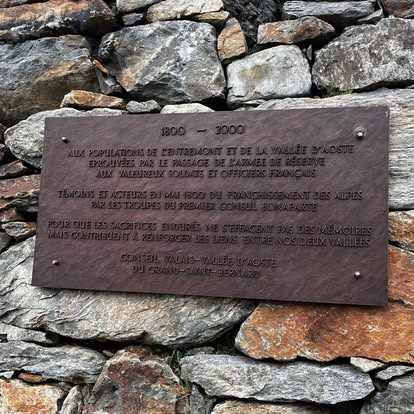 1800 — 2000
AUX POPULATIONS DE L'ENTREMONT ET DE LA VALLÉE D'AOSTE
EPROUVÉES PAR LE PASSAGE DE L'ARMÉE DE RÉSERVE
AUX VALEUREUX SOLDATS ET OFFICIERS FRANÇAIS
TÉMOINS ET ACTEURS EN MAI 1800 DU FRANCHISSEMENT DES ALPES
PAR LES TROUPES DU PREMIER CONSUL BONAPARTE
POUR QUE LES SACRIFICES ENDURÉS NE S'EFFACENT PAS DES MÉMOIRES
MAIS CONTRIBUENT À RENFORCER LES LIENS ENTRE NOS DEUX VALLÉES
CONSEIL VALAIS-VALLÉE D'AOSTE
DU GRAND-SAINT-BERNARD